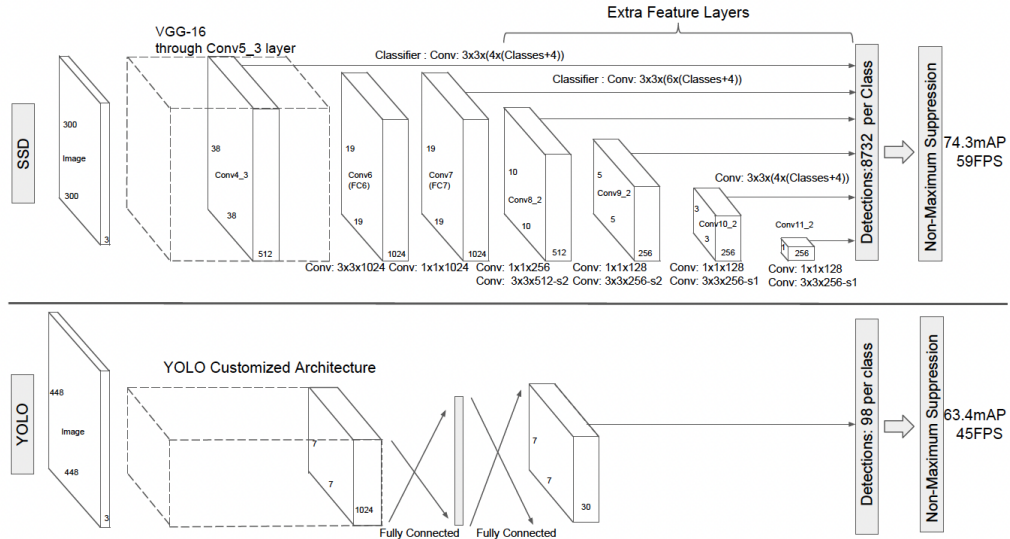 Extra Feature Layers
VGG-16
through Conv5_3 layer
Classifier : Conv: 3x3x(4x(Classes+4))
Classifier : Conv: 3x3x(6x(Classes+4))
SSD
300
Image
300
3
38
Conv4_3
38
512
19
Conv6
(FC6)
19
1024
19
Conv7
(FC7)
19
1024
10
Conv8_2
10
512
5
Conv9_2
5
256
Conv: 3x3x(4x(Classes+4))
3
Conv10_2
3
256
Conv11_2
1
256
Conv: 3x3x1024
Conv: 1x1x1024
Conv: 1x1x256
Conv: 3x3x512-s2
Conv: 1x1x128
Conv: 3x3x256-s2
Conv: 1x1x128
Conv: 3x3x256-s1
Conv: 1x1x128
Conv: 3x3x256-s1
Detections:8732 per Class
Non-Maximum Suppression
74.3mAP
59FPS
YOLO
448
Image
448
3
YOLO Customized Architecture
7
7
1024
Fully Connected
Fully Connected
7
7
30
Detections: 98 per class
Non-Maximum Suppression
63.4mAP
45FPS